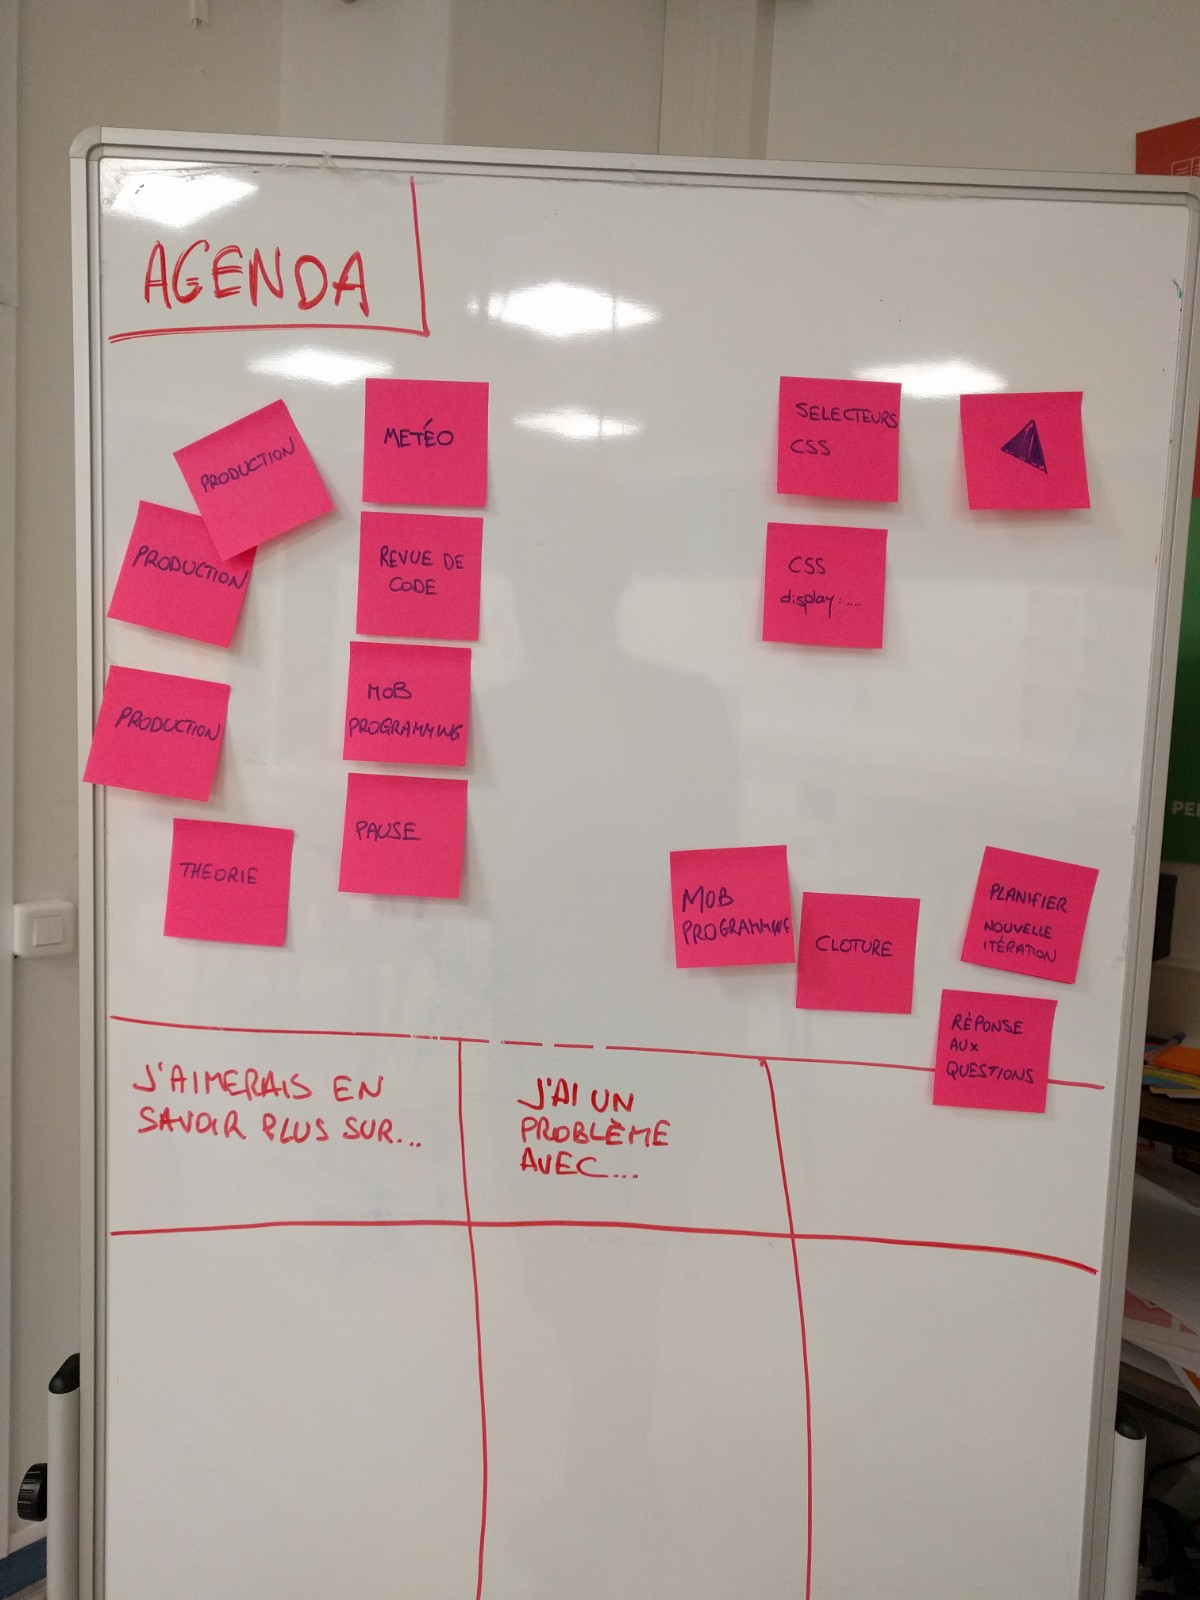 AGENDA
PRODUCTION
PRODUCTION
PRODUCTION
THEORIE
METÉO
REVUE DE
CODE
MOB
PROGRAMMING
PAUSE
SELECTEURS
CSS
CSS
display: ....
MOB
PROGRAMMING
CLOTURE
PLANIFIER
NOUVELLE
ITÉRATION
RÉPONSE
AUX
QUESTIONS
J'AIMERAIS EN
SAVOIR PLUS SUR...
J'AI UN
PROBLÈME
AVEC...
PE